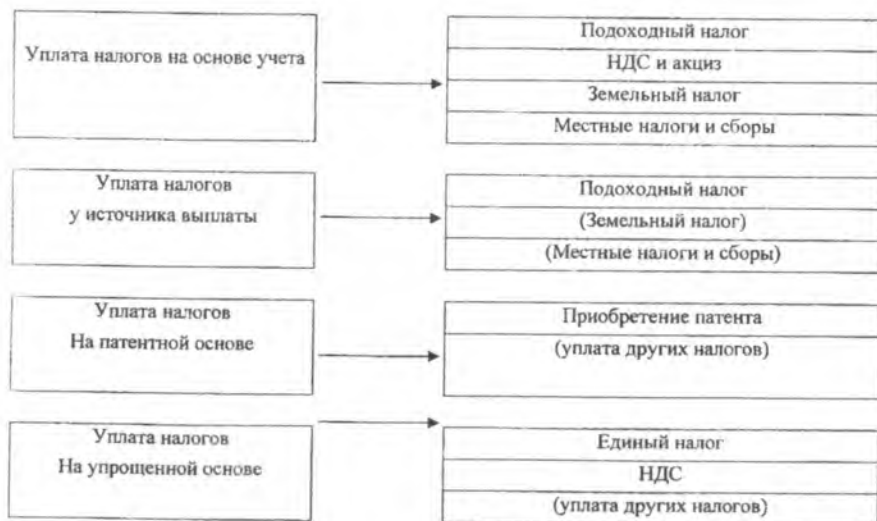 Уплата налогов на основе учета
Подоходный налог
НДС и акциз
Земельный налог
Местные налоги и сборы
Уплата налогов
у источника выплаты
Подоходный налог
(Земельный налог)
(Местные налоги и сборы)
Уплата налогов
На патентной основе
Приобретение патента
(уплата других налогов)
Уплата налогов
На упрощенной основе
Единый налог
НДС
(уплата других налогов)